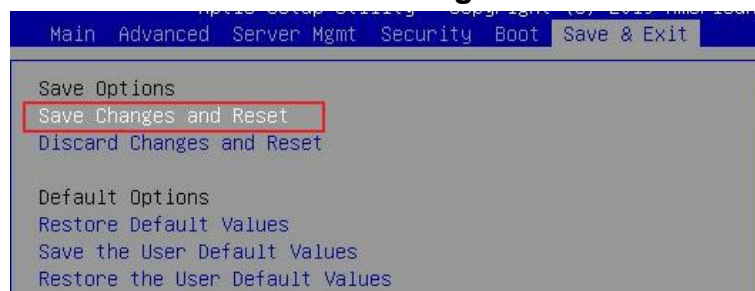 Main Advanced Server Mgmt Security Boot Save & Exit
Save Options
Save Changes and Reset
Discard Changes and Reset
Default Options
Restore Default Values
Save the User Default Values
Restore the User Default Values